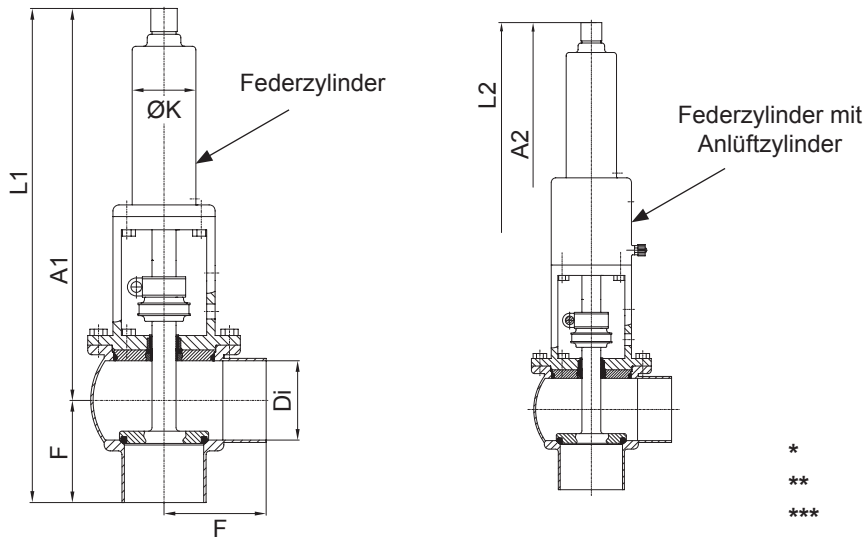 L1
A1
F
ØK
Federzylinder
Di
F
L2
A2
Federzylinder mit
Anlüftzylinder
*
**
***